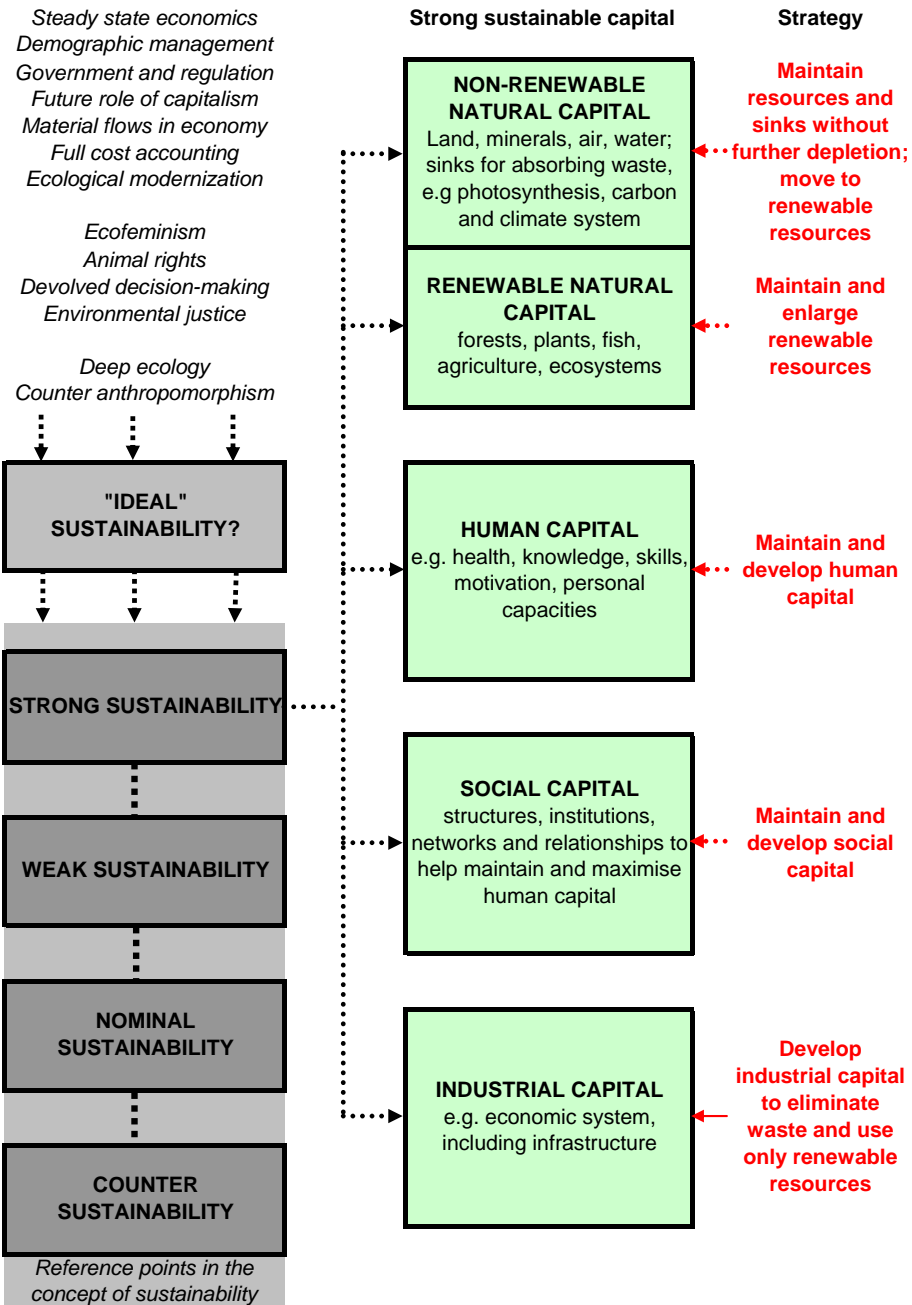 Steady state economics
Demographic management
Government and regulation
Future role of capitalism
Material flows in economy
Full cost accounting
Ecological modernization
Ecofeminism
Animal rights
Devolved decision-making
Environmental justice
Deep ecology
Counter anthropomorphism
"IDEAL"
SUSTAINABILITY?
STRONG SUSTAINABILITY
WEAK SUSTAINABILITY
NOMINAL
SUSTAINABILITY
COUNTER
SUSTAINABILITY
Reference points in the
concept of sustainability
Strong sustainable capital
NON-RENEWABLE
NATURAL CAPITAL
Land, minerals, air, water;
sinks for absorbing waste,
e.g photosynthesis, carbon
and climate system
RENEWABLE NATURAL
CAPITAL
forests, plants, fish,
agriculture, ecosystems
HUMAN CAPITAL
e.g. health, knowledge, skills,
motivation, personal
capacities
SOCIAL CAPITAL
structures, institutions,
networks and relationships to
help maintain and maximise
human capital
INDUSTRIAL CAPITAL
e.g. economic system,
including infrastructure
Strategy
Maintain
resources and
sinks without
further depletion;
move to
renewable
resources
Maintain and
enlarge
renewable
resources
Maintain and
develop human
capital
Maintain and
develop social
capital
Develop
industrial capital
to eliminate
waste and use
only renewable
resources